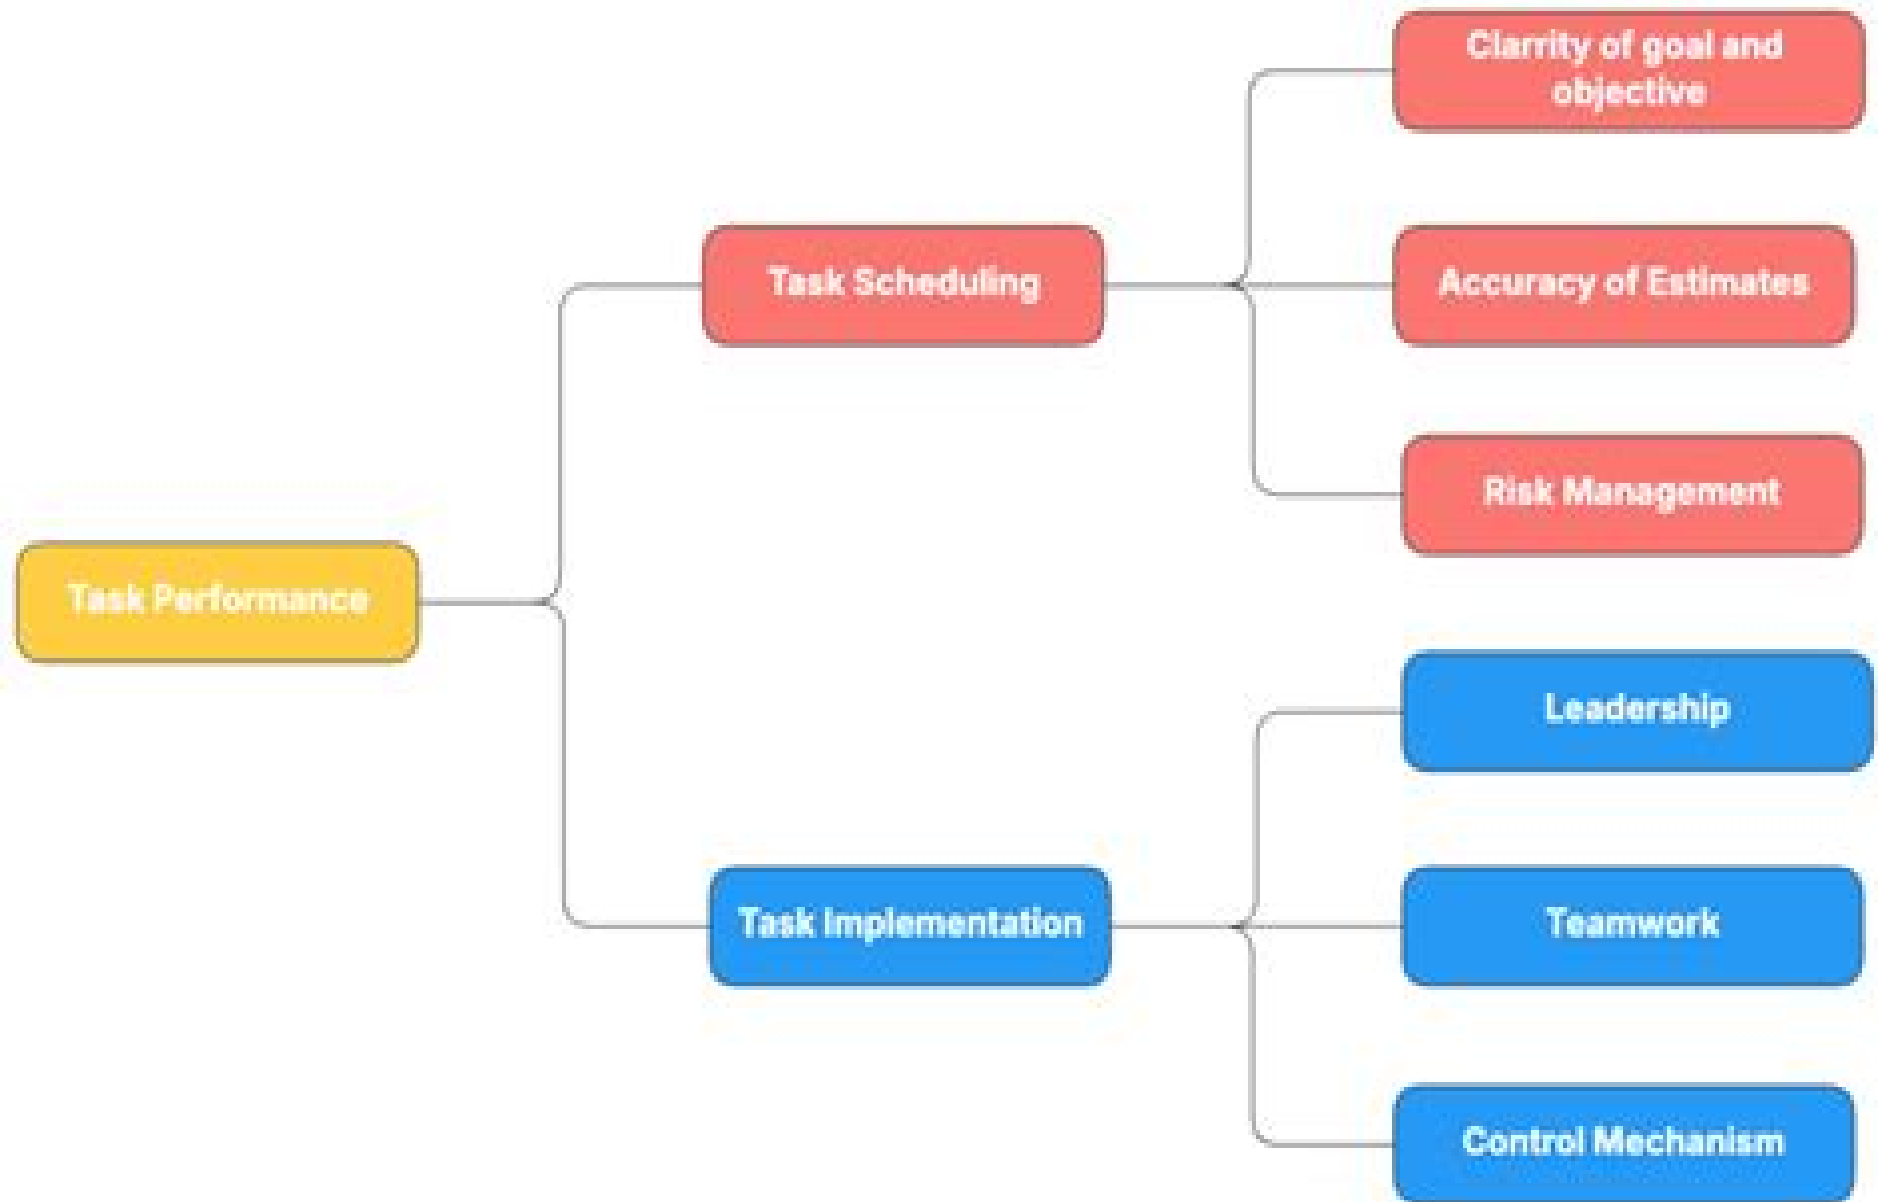 Clarrity of goal and
objective
Task Scheduling
Accuracy of Estimates
Risk Management
Task Performance
Leadership
Task Implementation
Teamwork
Control Mechanism